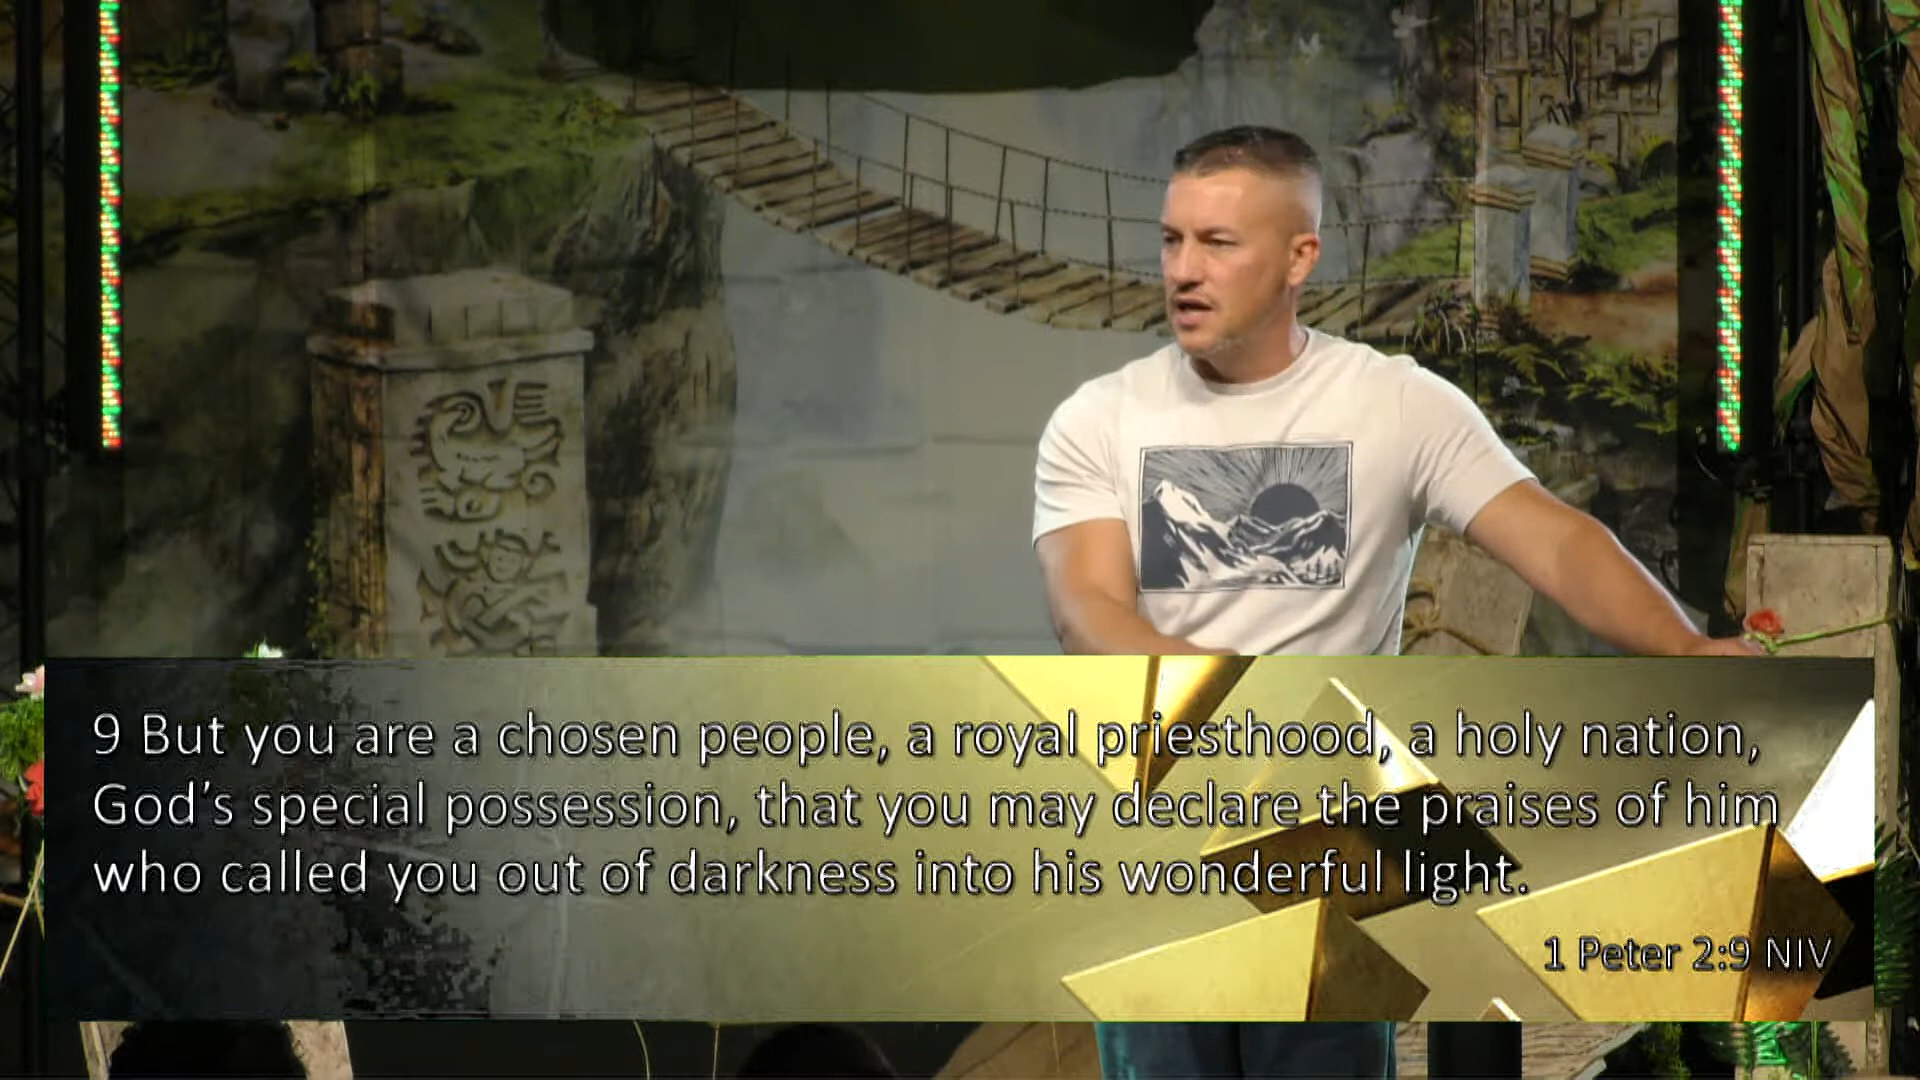 9 But you are a chosen people, a royal priesthood, a holy nation,
God’s special possession, that you may declare the praises of him
who called you out of darkness into his wonderful light.
1 Peter 2:9 NIV